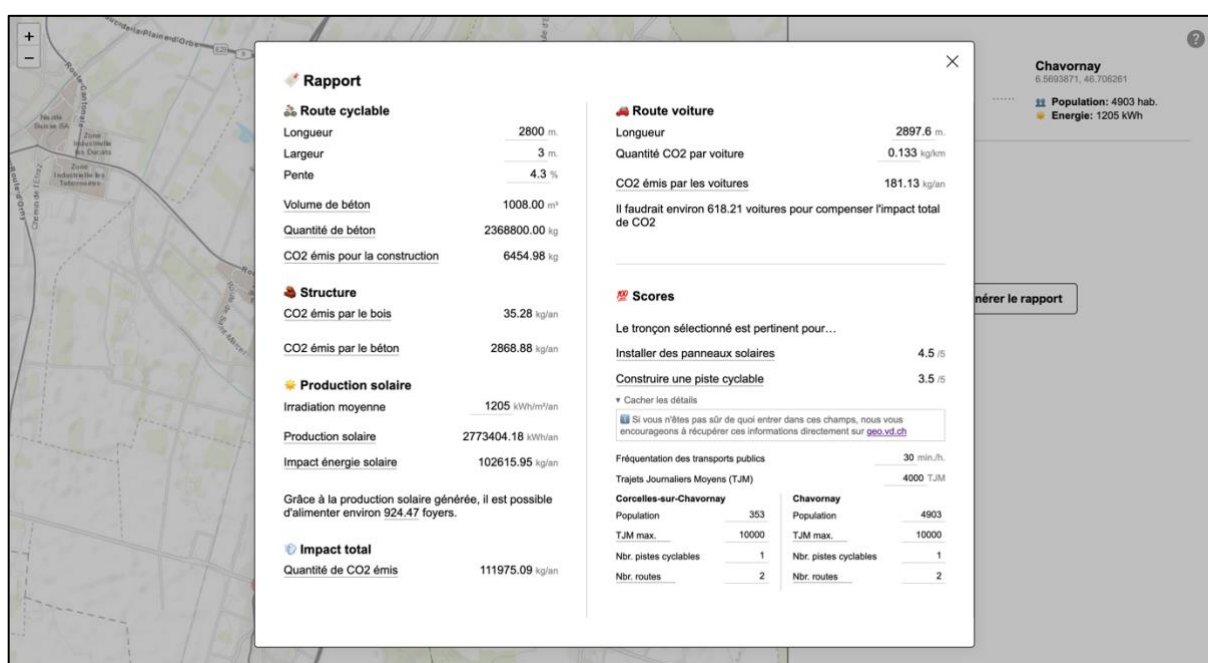 +
−
?
Chavornay
6.5693871, 46.706261
Population: 4903 hab.
Energie: 1205 kWh
nérer le rapport
Rapport
Route cyclable
Longueur 2800 m.
Largeur 3 m.
Pente 4.3 %
Volume de béton 1008.00 m³
Quantité de béton 2368800.00 kg
CO2 émis pour la construction 6454.98 kg
Structure
CO2 émis par le bois 35.28 kg/an
CO2 émis par le béton 2868.88 kg/an
Production solaire
Irradiation moyenne 1205 kWh/m²/an
Production solaire 2773404.18 kWh/an
Impact énergie solaire 102615.95 kg/an
Grâce à la production solaire générée, il est possible
d'alimenter environ 924.47 foyers.
Impact total
Quantité de CO2 émis 111975.09 kg/an
Route voiture
Longueur 2897.6 m.
Quantité CO2 par voiture 0.133 kg/km
CO2 émis par les voitures 181.13 kg/an
Il faudrait environ 618.21 voitures pour compenser l'impact total
de CO2
💯 Scores
Le tronçon sélectionné est pertinent pour…
Installer des panneaux solaires 4.5 /5
Construire une piste cyclable 3.5 /5
▾ Cacher les détails
ℹ️ Si vous n'êtes pas sûr de quoi entrer dans ces champs, nous vous
encourageons à récupérer ces informations directement sur geo.vd.ch
Fréquentation des transports publics 30 min./h.
Trajets Journaliers Moyens (TJM) 4000 TJM
Corcelles-sur-Chavornay Chavornay
Population 353 Population 4903
TJM max. 10000 TJM max. 10000
Nbr. pistes cyclables 1 Nbr. pistes cyclables 1
Nbr. routes 2 Nbr. routes 2
Route Cantonale
Zone
Industrielle
les Ducats
Zone
Industrielle les